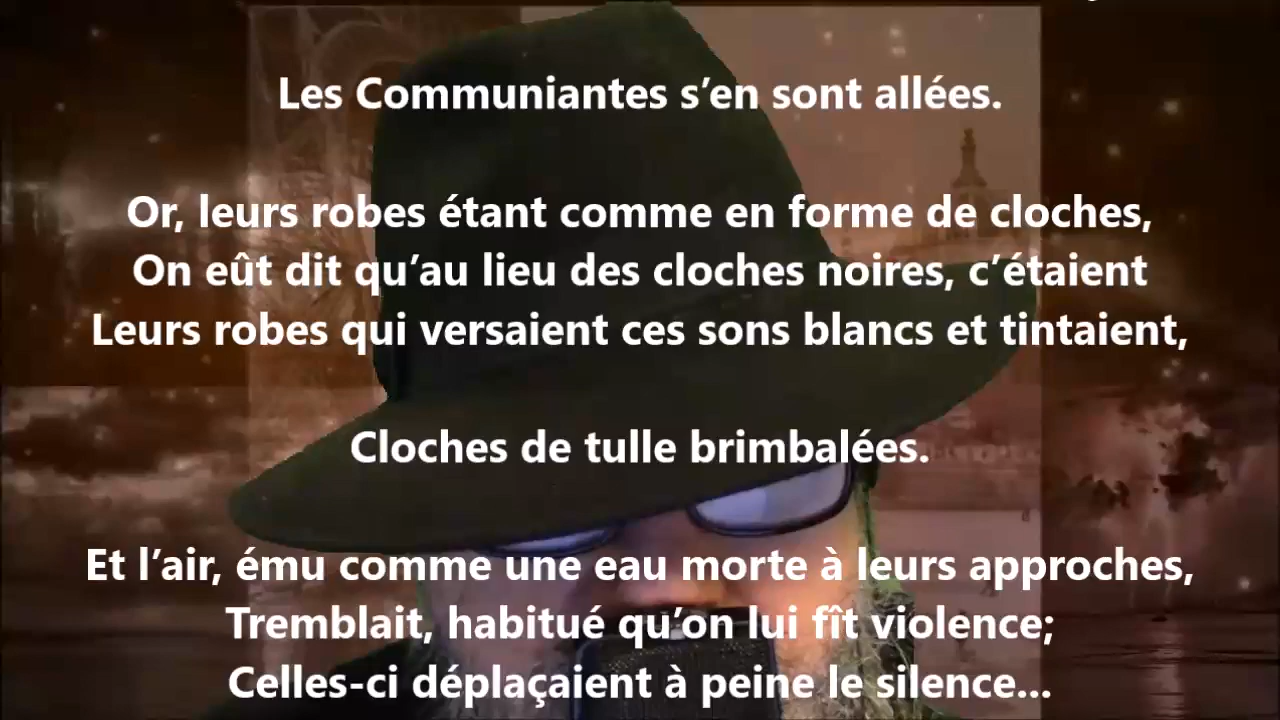 Les Communiantes s’en sont allées.
Or, leurs robes étant comme en forme de cloches,
On eût dit qu’au lieu des cloches noires, c’étaient
Leurs robes qui versaient ces sons blancs et tintaient,
Cloches de tulle brimbalées.
Et l’air, ému comme une eau morte à leurs approches,
Tremblait, habitué qu’on lui fît violence;
Celles-ci déplaçaient à peine le silence...